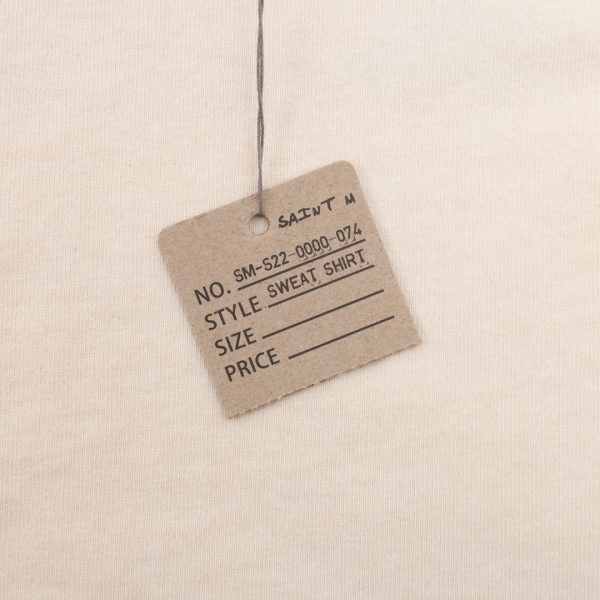 SAINT M
NO. SM-S22-0000-074
STYLE SWEAT SHIRT
SIZE
PRICE